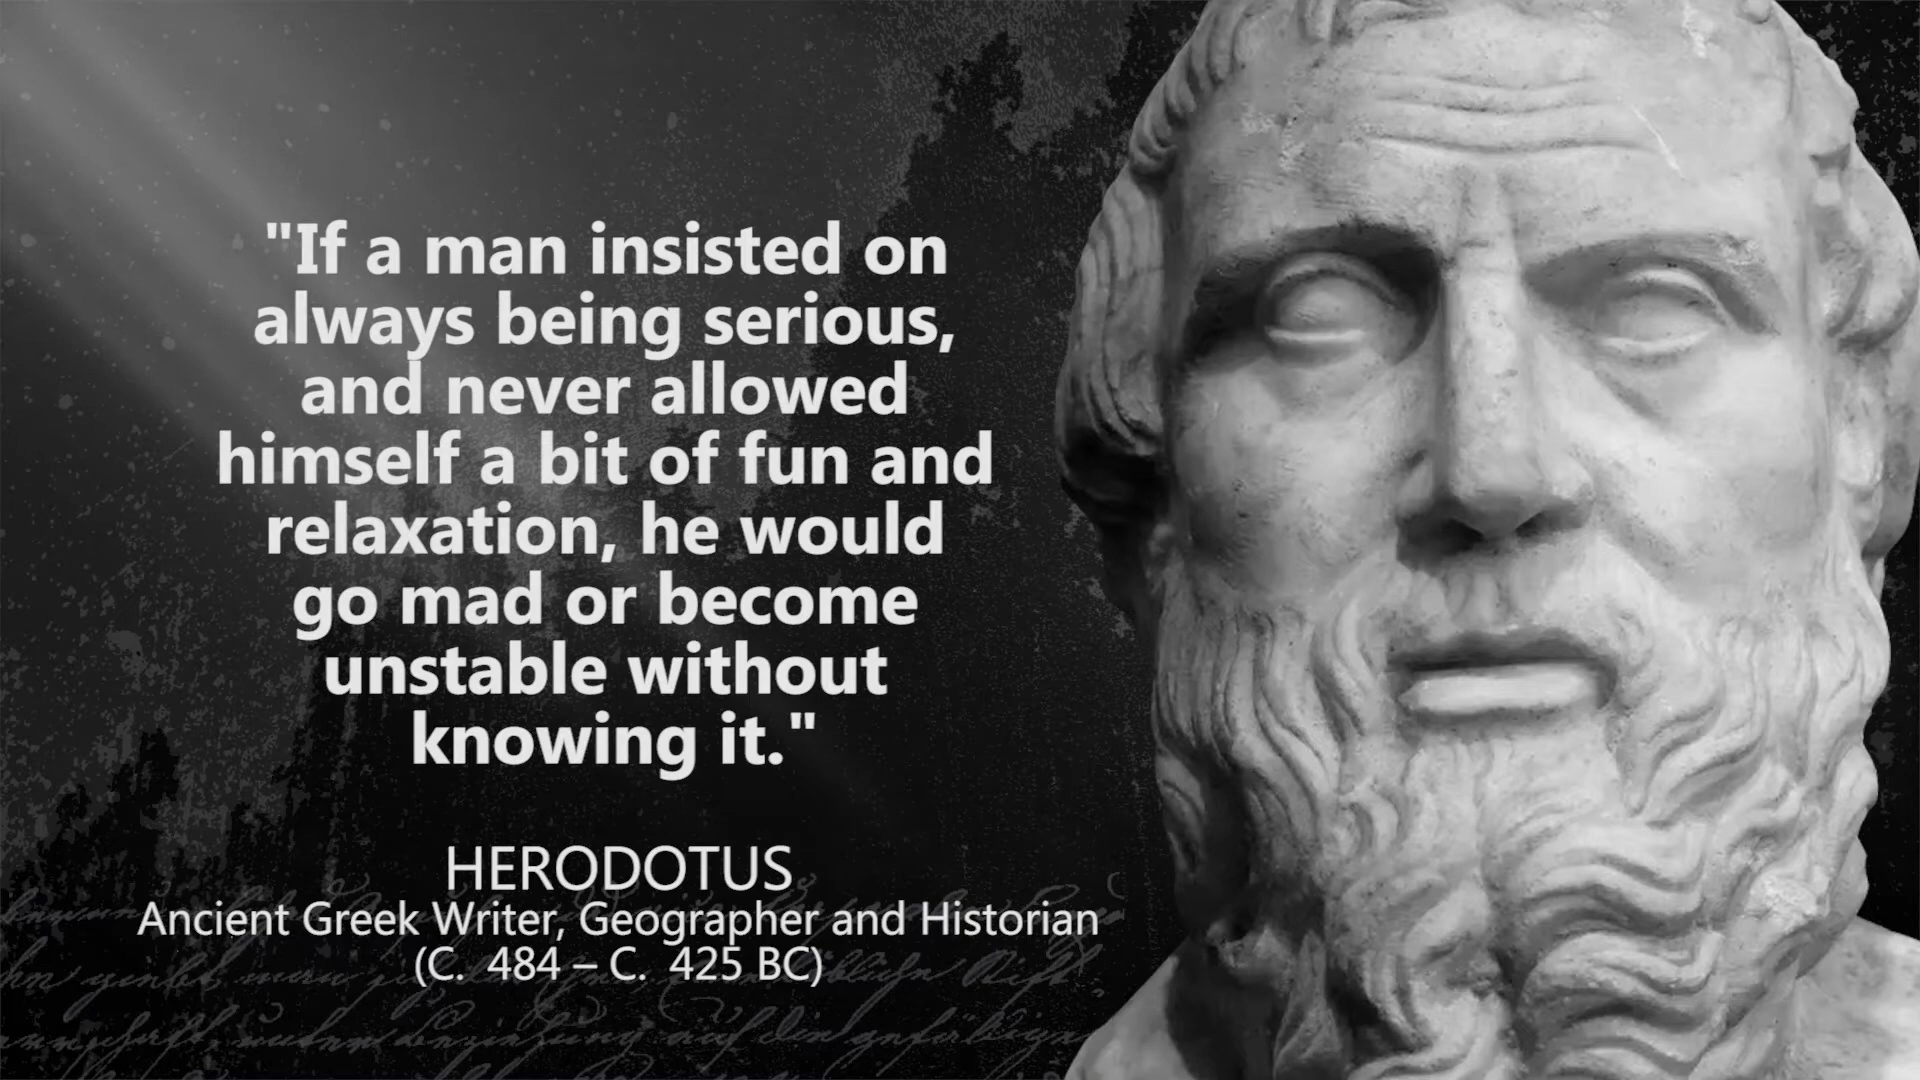 "If a man insisted on
always being serious,
and never allowed
himself a bit of fun and
relaxation, he would
go mad or become
unstable without
knowing it."
HERODOTUS
Ancient Greek Writer, Geographer and Historian
(C. 484 – C. 425 BC)